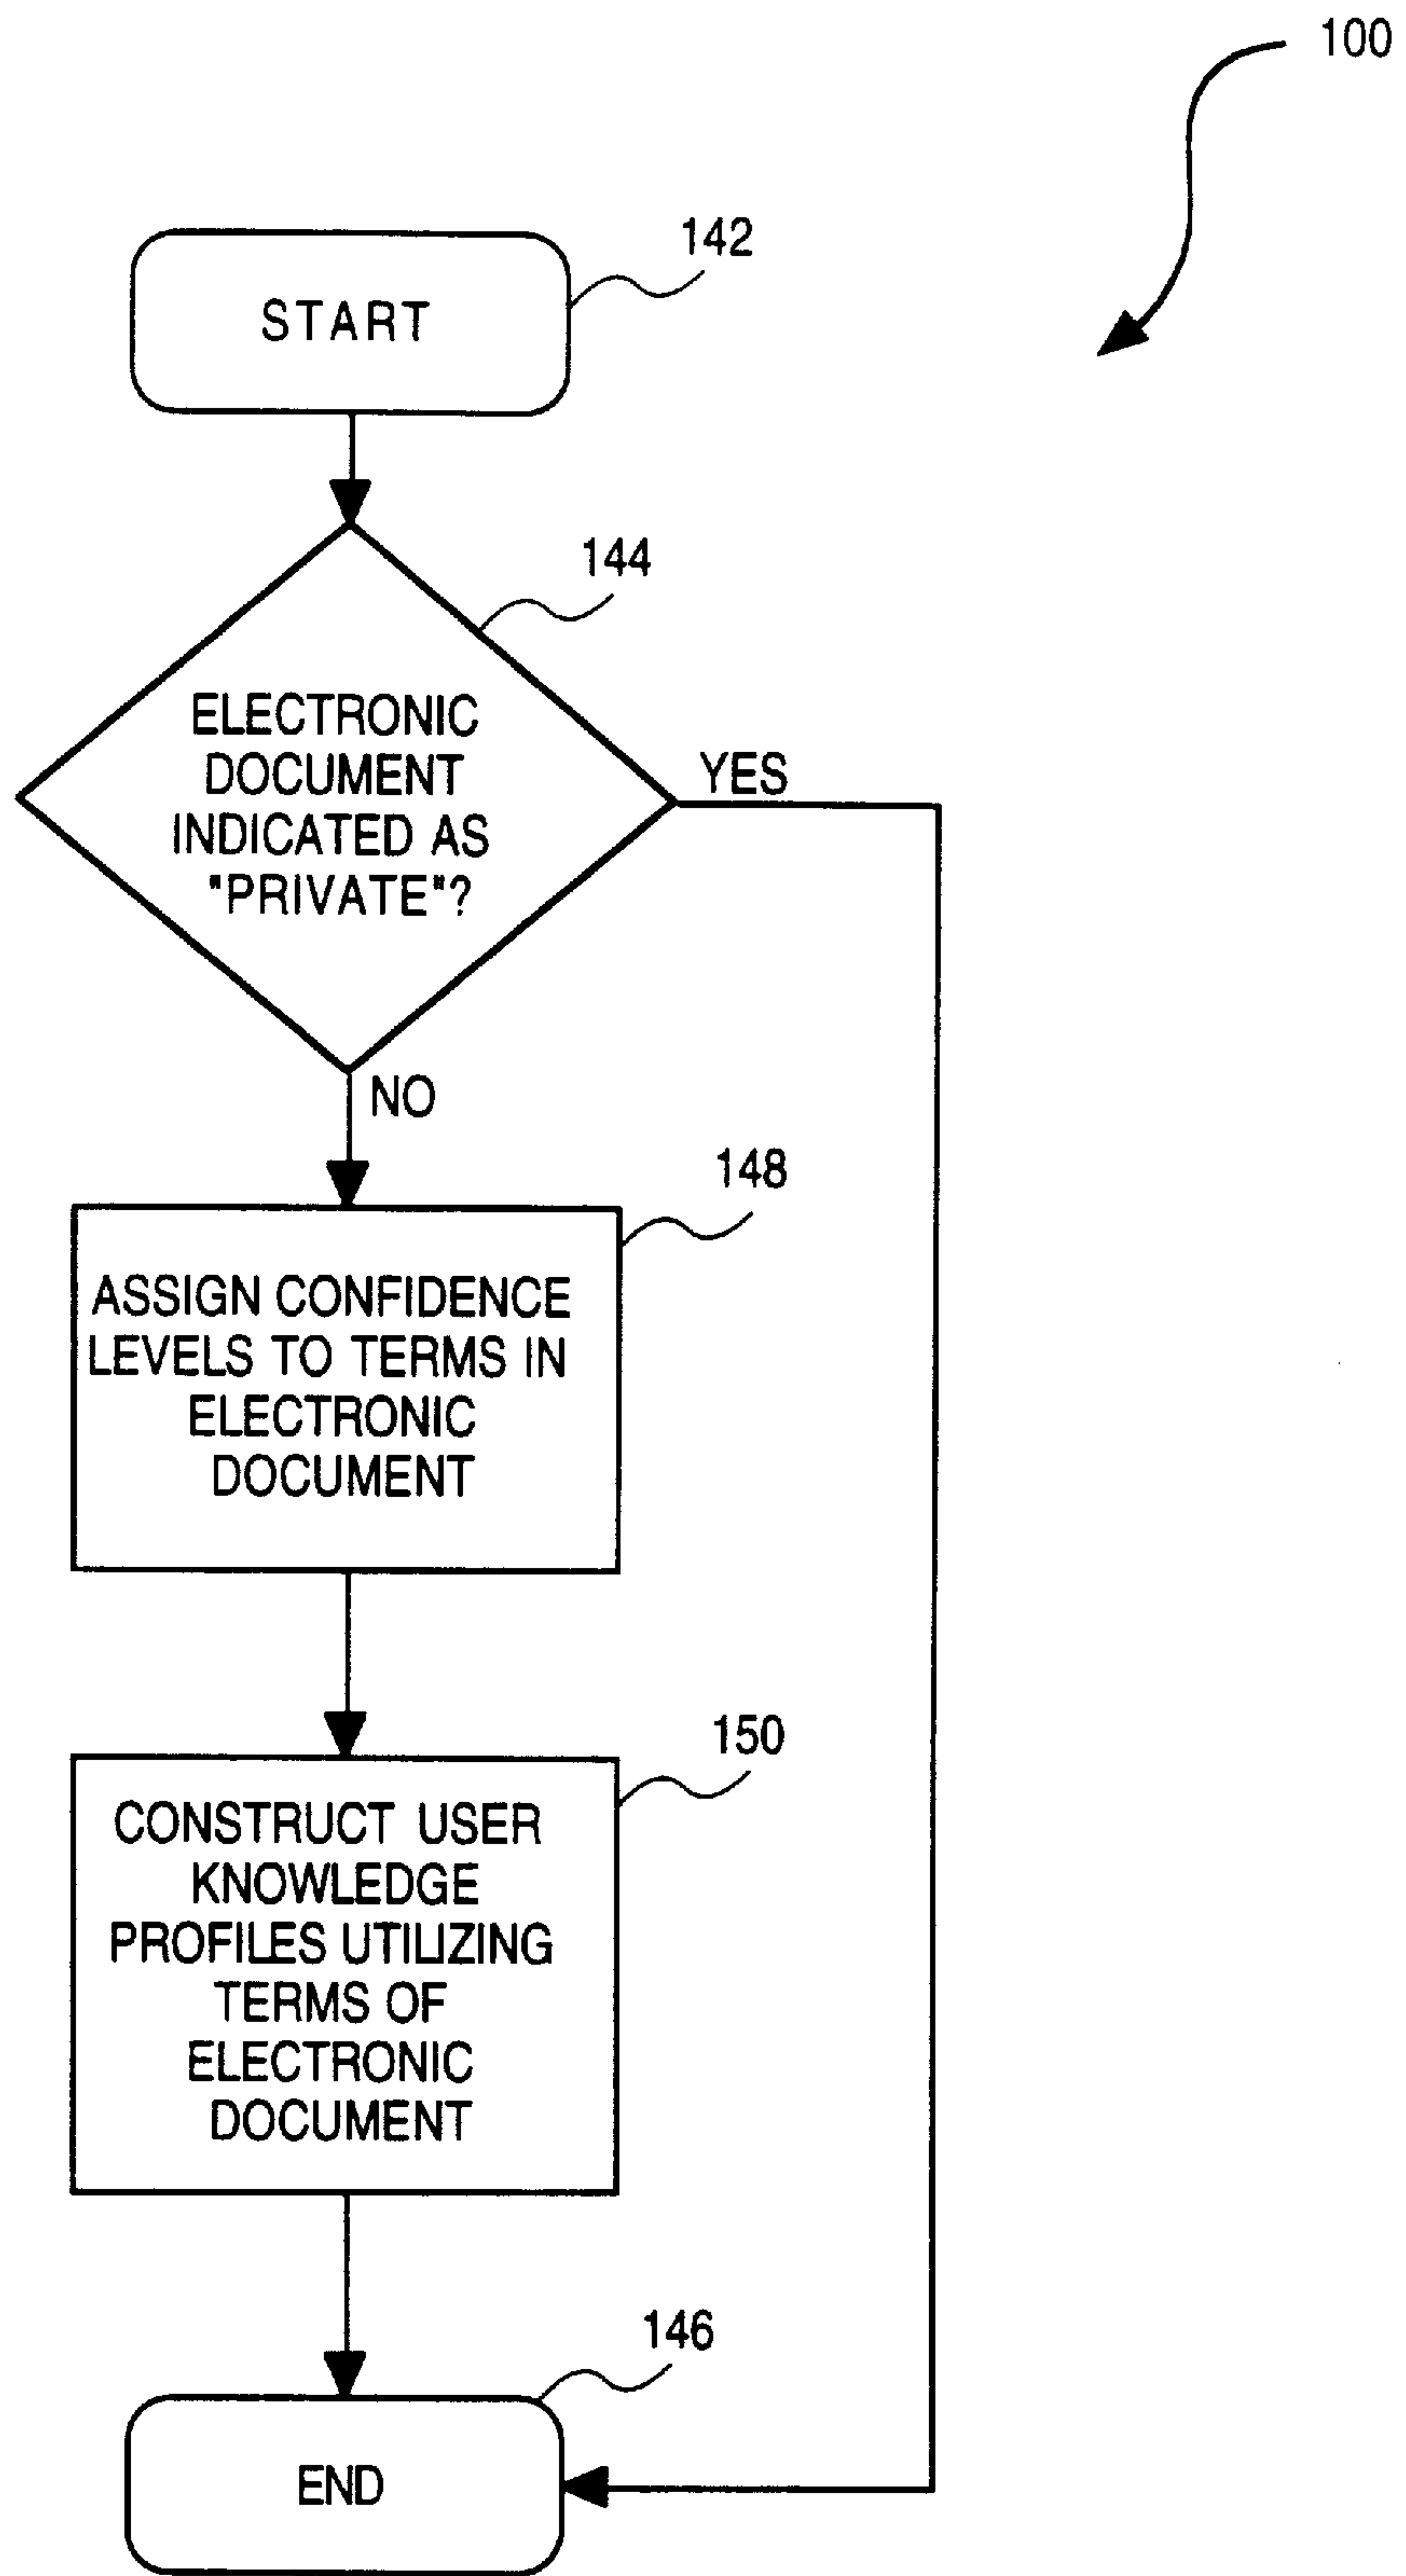 100
142
START
144
ELECTRONIC
DOCUMENT
INDICATED AS
"PRIVATE"?
YES
NO
148
ASSIGN CONFIDENCE
LEVELS TO TERMS IN
ELECTRONIC
DOCUMENT
150
CONSTRUCT USER
KNOWLEDGE
PROFILES UTILIZING
TERMS OF
ELECTRONIC
DOCUMENT
146
END